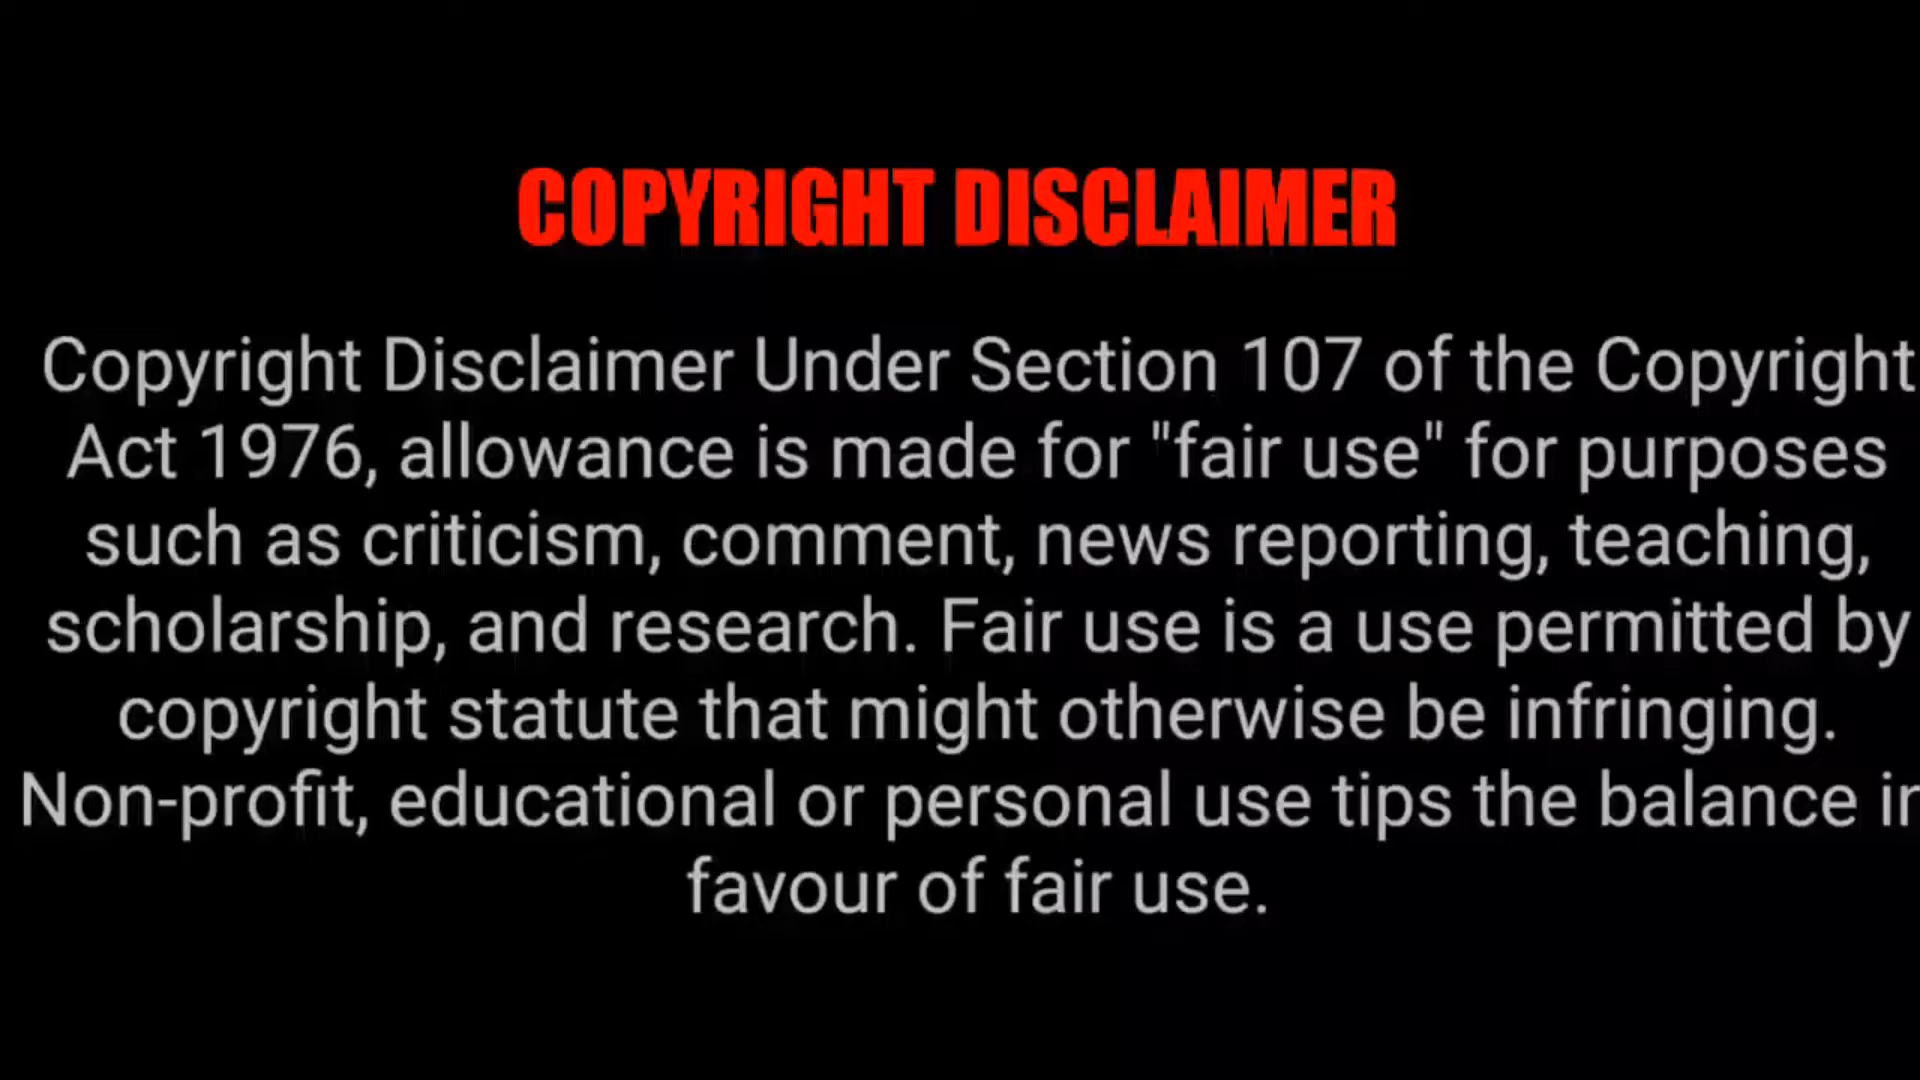 COPYRIGHT DISCLAIMER
Copyright Disclaimer Under Section 107 of the Copyright
Act 1976, allowance is made for "fair use" for purposes
such as criticism, comment, news reporting, teaching,
scholarship, and research. Fair use is a use permitted by
copyright statute that might otherwise be infringing.
Non-profit, educational or personal use tips the balance in
favour of fair use.